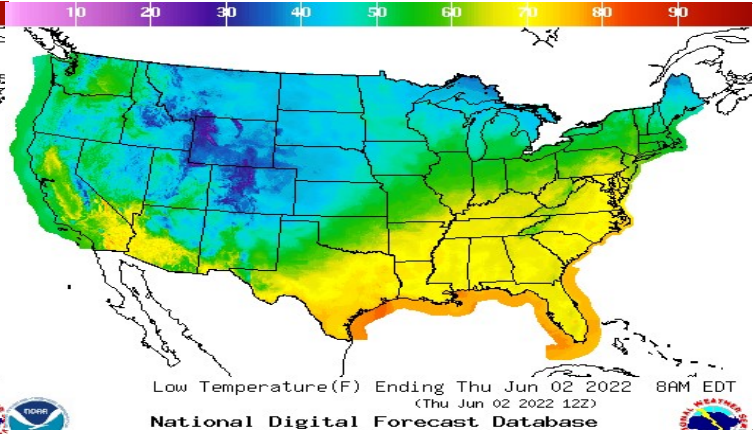 10 20 30 40 50 60 70 80 90
Low Temperature(F) Ending Thu Jun 02 2022 8AM EDT
(Thu Jun 02 2022 12Z)
National Digital Forecast Database
NOAA